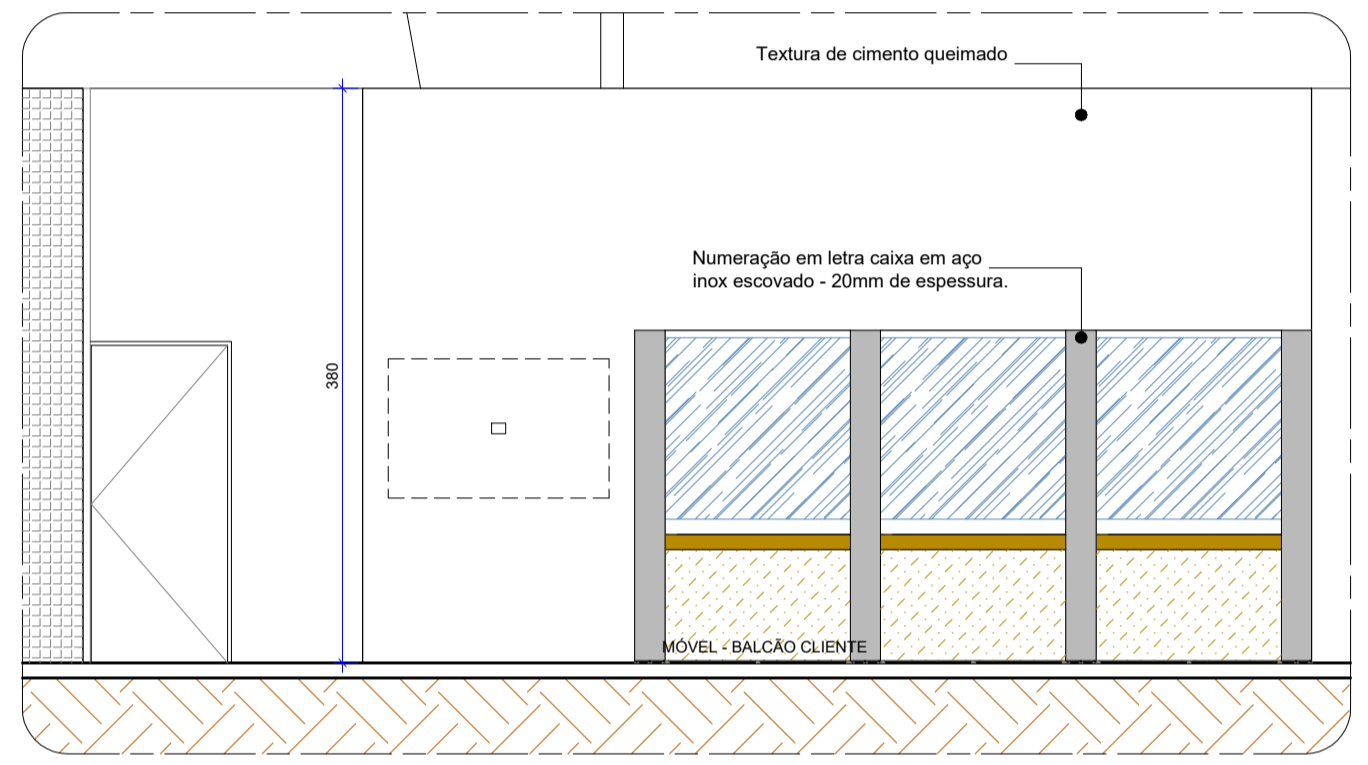 Textura de cimento queimado
Numeração em letra caixa em aço
inox escovado - 20mm de espessura.
380
MÓVEL - BALCÃO CLIENTE